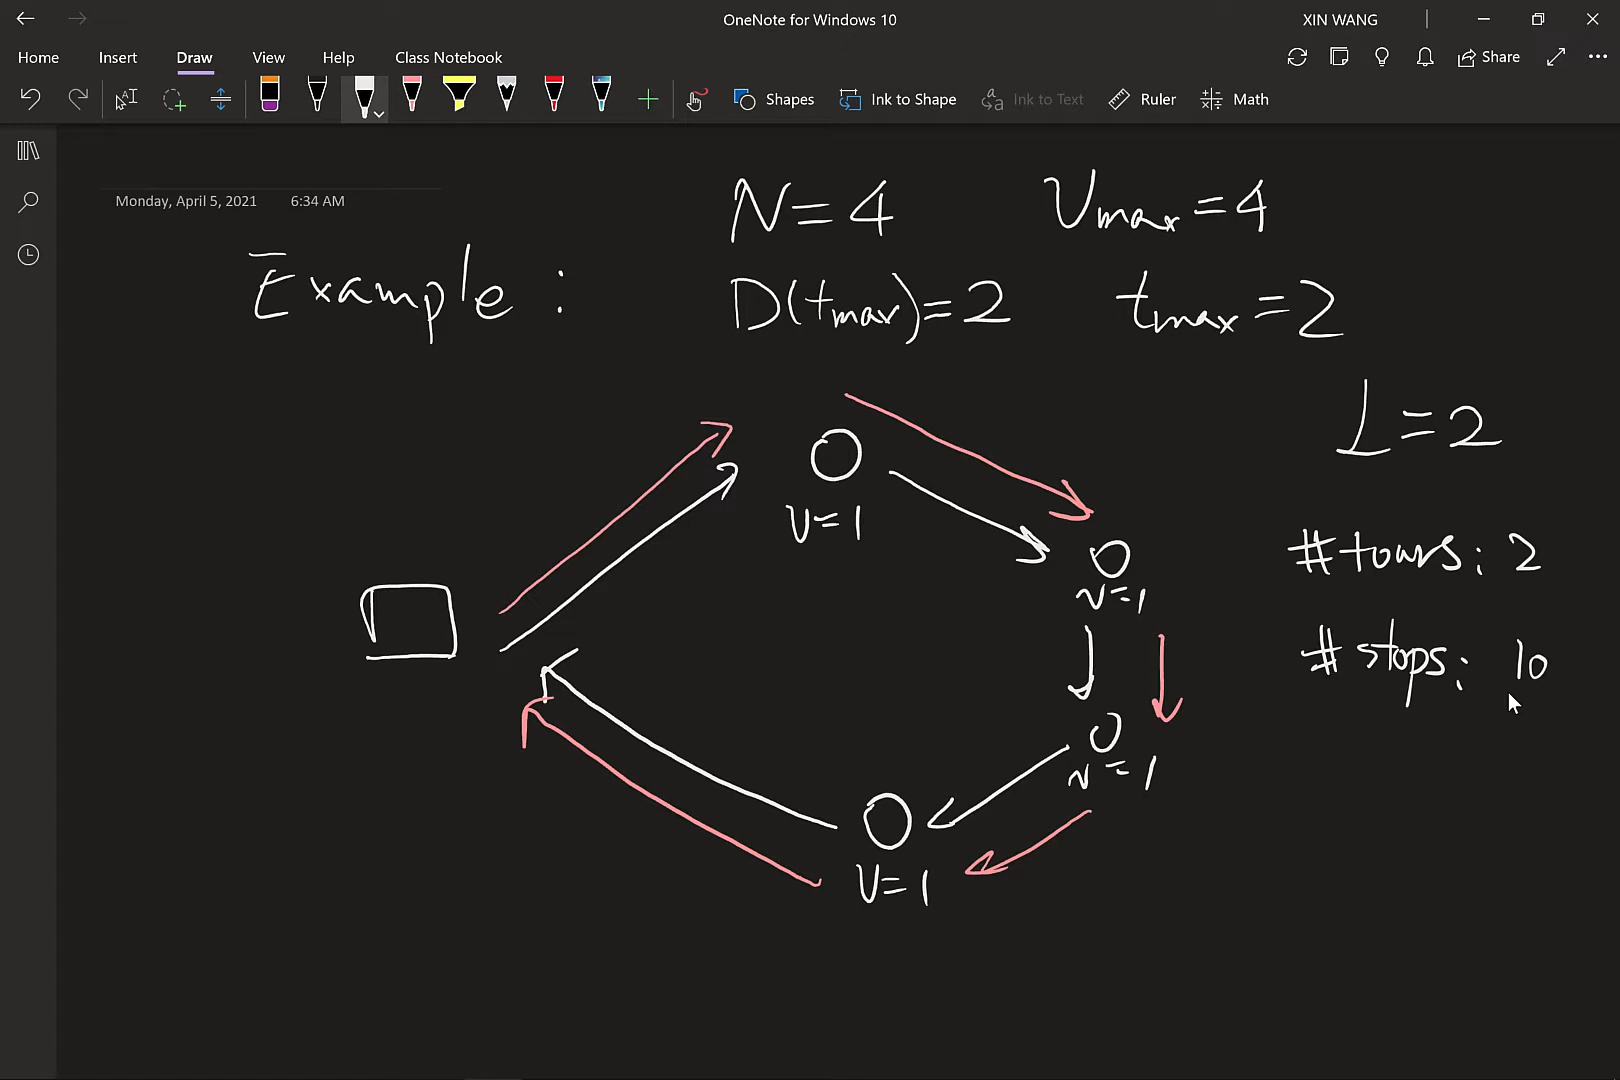 OneNote for Windows 10
XIN WANG
Home Insert Draw View Help Class Notebook
Share
Shapes Ink to Shape Ink to Text Ruler Math
Monday, April 5, 2021 6:34 AM
N=4 Vmax=4
Example: D(tmax)=2 tmax=2
L=2
V=1
#tours: 2
v=1
#stops: 10
v=1
V=1